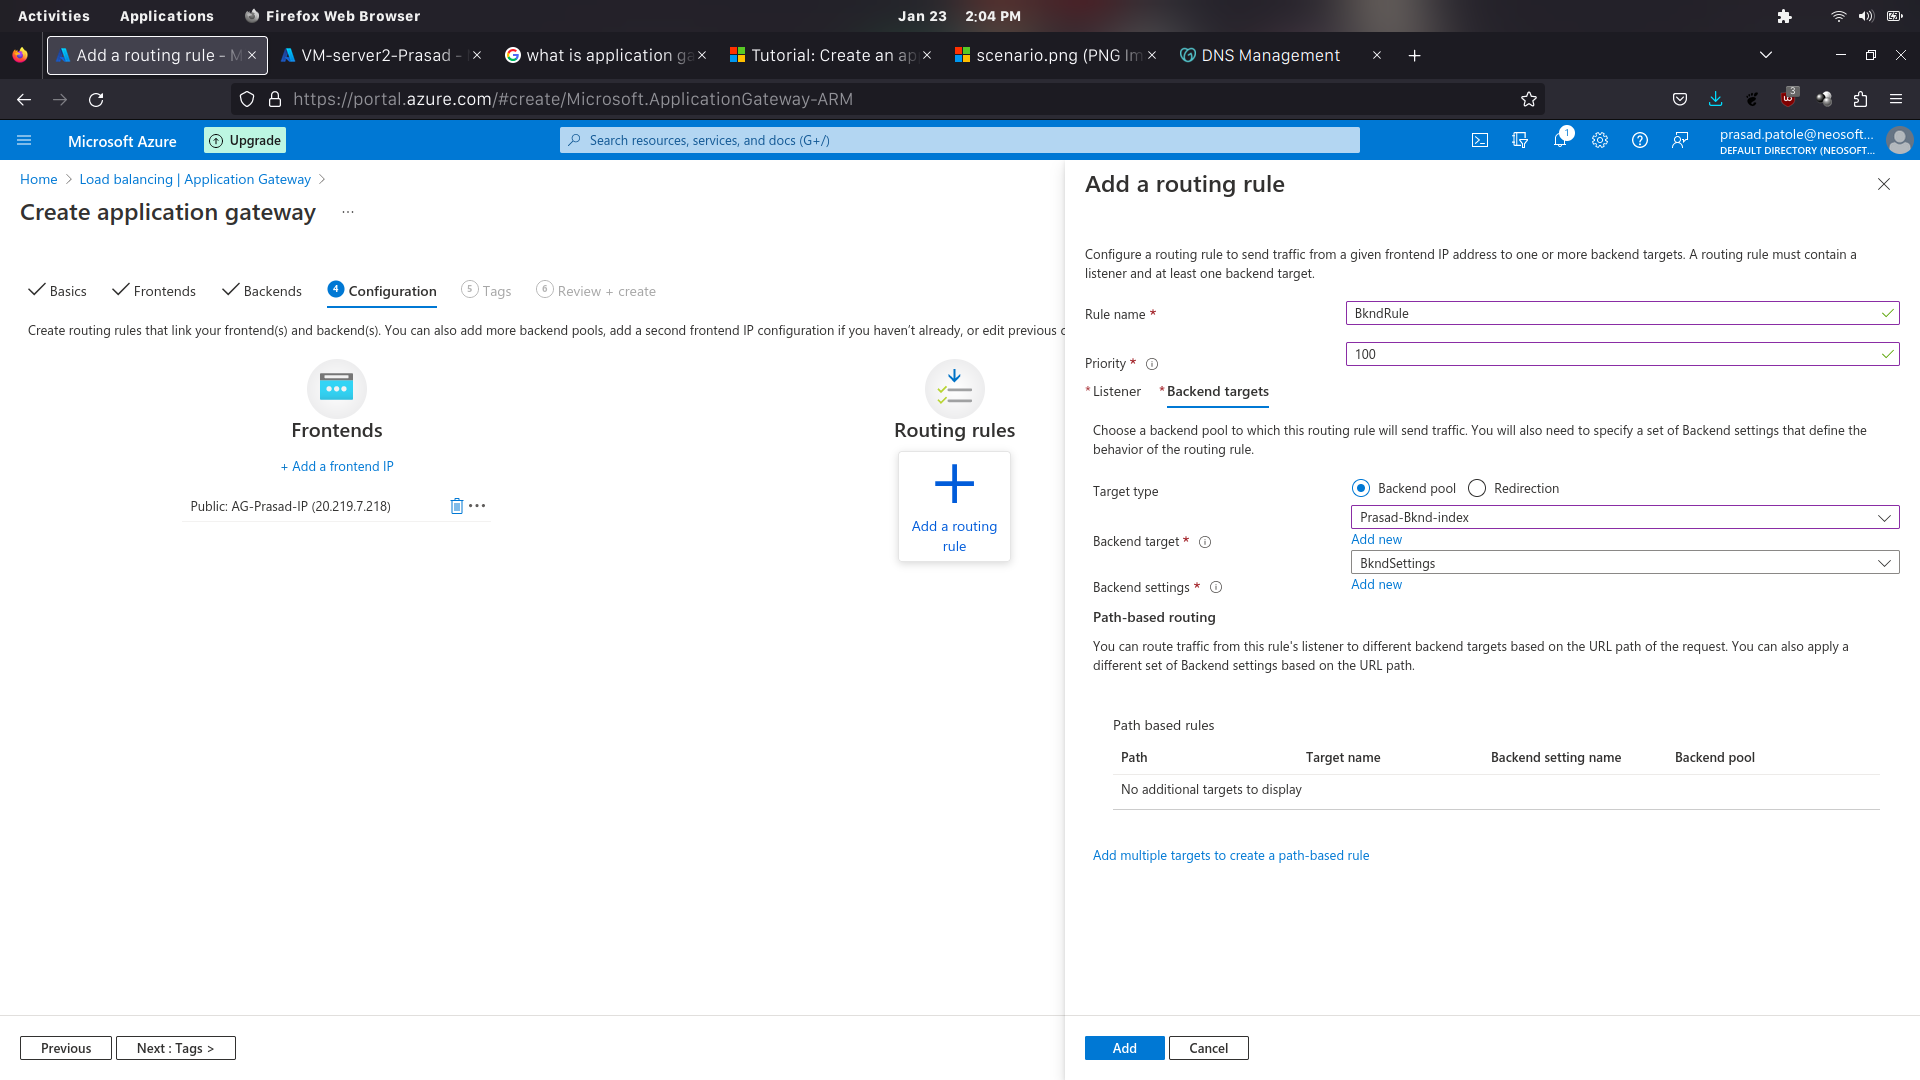 Activities Applications Firefox Web Browser Jan 23 2:04 PM
Add a routing rule - M VM-server2-Prasad - what is application ga Tutorial: Create an ap scenario.png (PNG Im DNS Management
https://portal.azure.com/#create/Microsoft.ApplicationGateway-ARM 3
Microsoft Azure Upgrade Search resources, services, and docs (G+/) 1 prasad.patole@neosoft...
DEFAULT DIRECTORY (NEOSOFT...
Home > Load balancing | Application Gateway >
Create application gateway ...
Basics Frontends Backends 4 Configuration 5 Tags 6 Review + create
Create routing rules that link your frontend(s) and backend(s). You can also add more backend pools, add a second frontend IP configuration if you haven't already, or edit previous c
Frontends
+ Add a frontend IP
Public: AG-Prasad-IP (20.219.7.218)
Routing rules
Add a routing
rule
Previous Next : Tags >
Add a routing rule
Configure a routing rule to send traffic from a given frontend IP address to one or more backend targets. A routing rule must contain a
listener and at least one backend target.
Rule name * BkndRule
Priority * 100
* Listener * Backend targets
Choose a backend pool to which this routing rule will send traffic. You will also need to specify a set of Backend settings that define the
behavior of the routing rule.
Target type Backend pool Redirection
Backend target * Prasad-Bknd-index
Add new
Backend settings * BkndSettings
Add new
Path-based routing
You can route traffic from this rule's listener to different backend targets based on the URL path of the request. You can also apply a
different set of Backend settings based on the URL path.
Path based rules
Path Target name Backend setting name Backend pool
No additional targets to display
Add multiple targets to create a path-based rule
Add Cancel